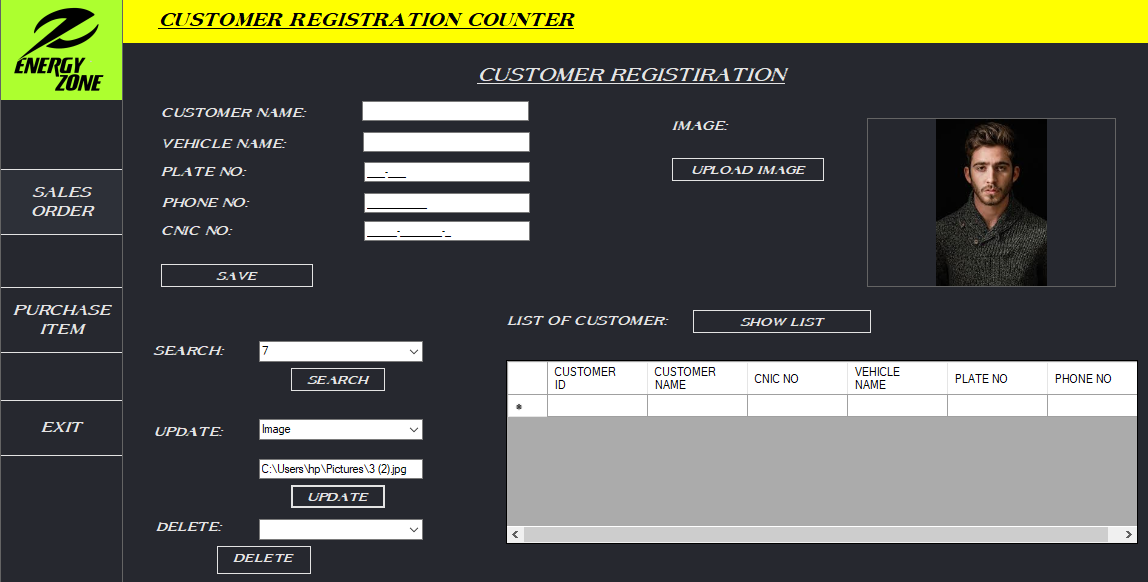 ENERGY
ZONE
CUSTOMER REGISTRATION COUNTER
CUSTOMER REGISTIRATION
CUSTOMER NAME:
VEHICLE NAME:
PLATE NO:
___-___
PHONE NO:
CNIC NO:
_____-_______-_
SAVE
IMAGE:
UPLOAD IMAGE
SALES
ORDER
PURCHASE
ITEM
EXIT
LIST OF CUSTOMER:
SHOW LIST
SEARCH:
7
SEARCH
UPDATE:
Image
C:\Users\hp\Pictures\3 (2).jpg
UPDATE
DELETE:
DELETE
CUSTOMER ID
CUSTOMER NAME
CNIC NO
VEHICLE NAME
PLATE NO
PHONE NO